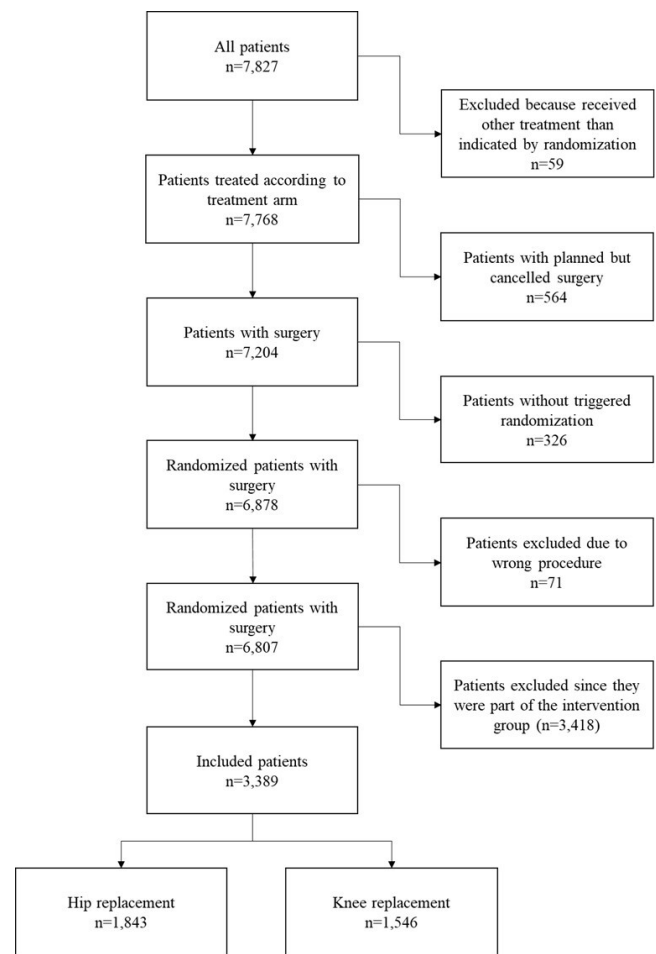 All patients
n=7,827
Excluded because received
other treatment than
indicated by randomization
n=59
Patients treated according to
treatment arm
n=7,768
Patients with planned but
cancelled surgery
n=564
Patients with surgery
n=7,204
Patients without triggered
randomization
n=326
Randomized patients with
surgery
n=6,878
Patients excluded due to
wrong procedure
n=71
Randomized patients with
surgery
n=6,807
Patients excluded since they
were part of the intervention
group (n=3,418)
Included patients
n=3,389
Hip replacement
n=1,843
Knee replacement
n=1,546